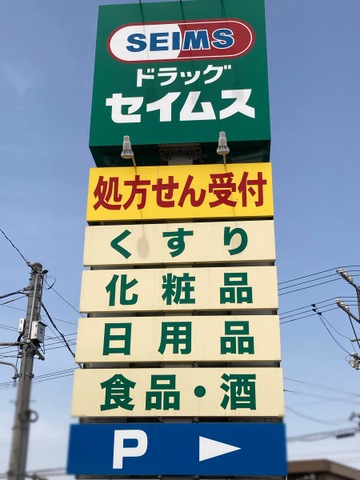 SEIMS
ドラッグ
セイムス
処方せん受付
くすり
化粧品
日用品
食品・酒
P